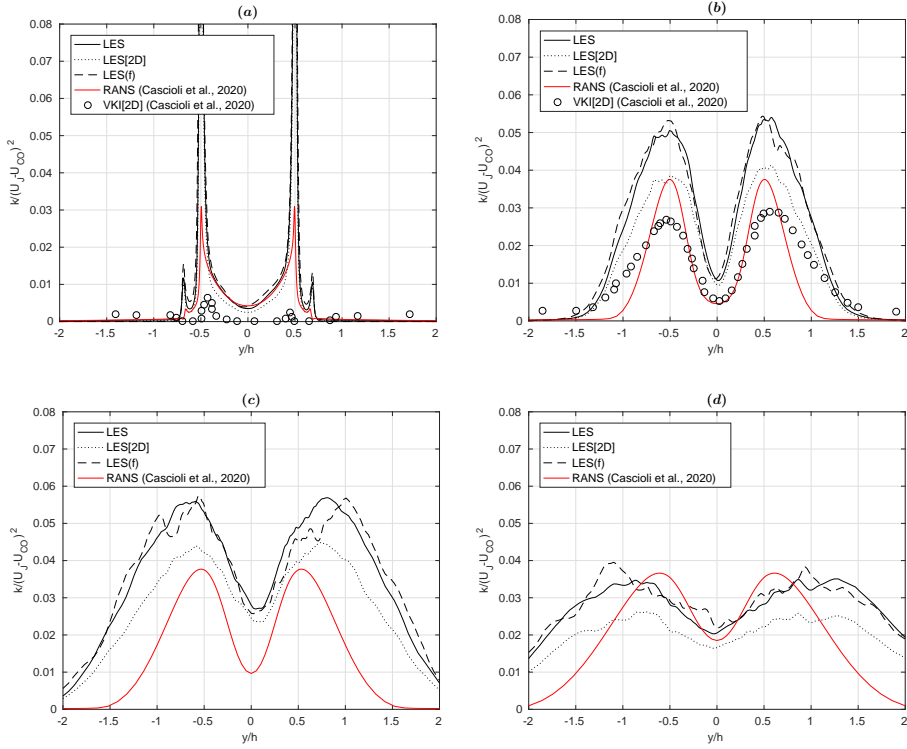 (a)
k/(U_J-U_CO)^2
0.08
0.07
0.06
0.05
0.04
0.03
0.02
0.01
0
LES
LES[2D]
LES(f)
RANS (Cascioli et al., 2020)
VKI[2D] (Cascioli et al., 2020)
-2 -1.5 -1 -0.5 0 0.5 1 1.5 2
y/h
(b)
k/(U_J-U_CO)^2
0.08
0.07
0.06
0.05
0.04
0.03
0.02
0.01
0
LES
LES[2D]
LES(f)
RANS (Cascioli et al., 2020)
VKI[2D] (Cascioli et al., 2020)
-2 -1.5 -1 -0.5 0 0.5 1 1.5 2
y/h
(c)
k/(U_J-U_CO)^2
0.08
0.07
0.06
0.05
0.04
0.03
0.02
0.01
0
LES
LES[2D]
LES(f)
RANS (Cascioli et al., 2020)
-2 -1.5 -1 -0.5 0 0.5 1 1.5 2
y/h
(d)
k/(U_J-U_CO)^2
0.08
0.07
0.06
0.05
0.04
0.03
0.02
0.01
0
LES
LES[2D]
LES(f)
RANS (Cascioli et al., 2020)
-2 -1.5 -1 -0.5 0 0.5 1 1.5 2
y/h